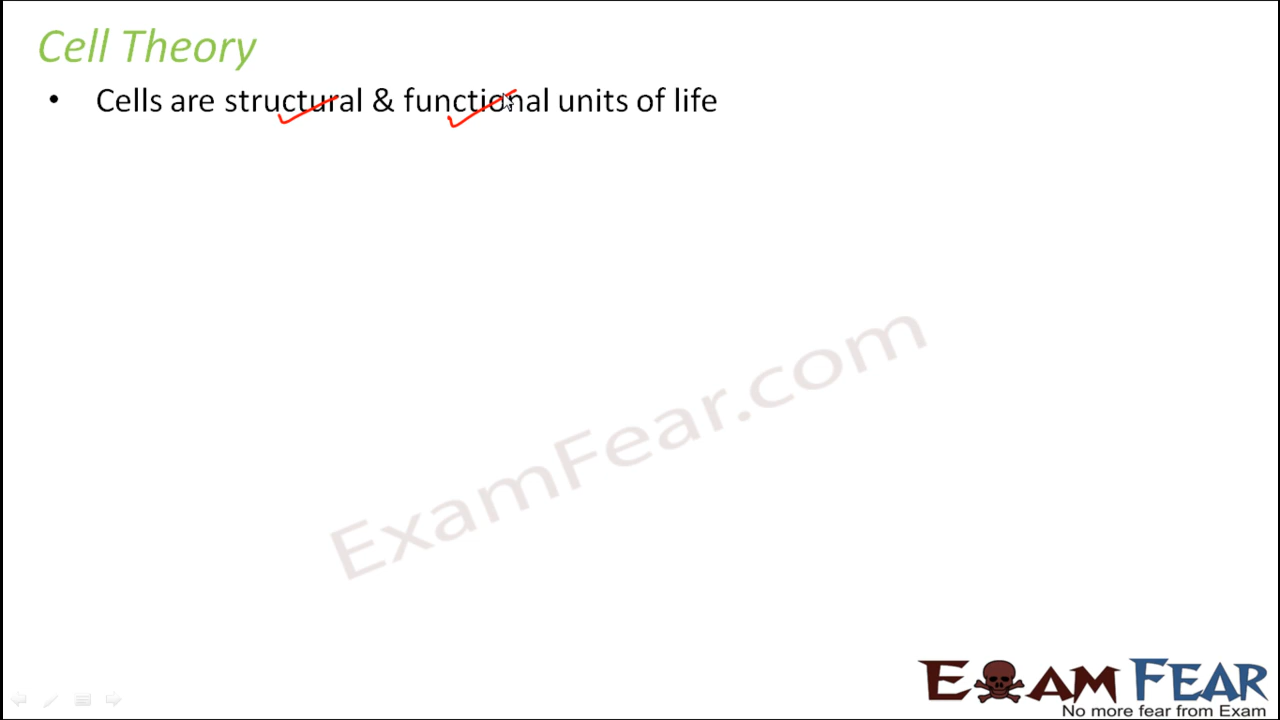 Cell Theory
• Cells are structural & functional units of life
ExamFear.com
EXAM FEAR
No more fear from Exam